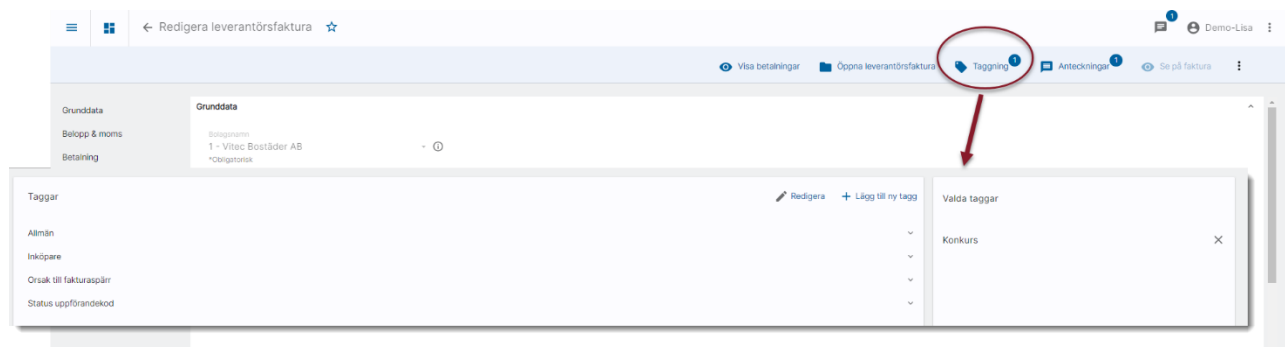 Redigera leverantörsfaktura
1
Demo-Lisa
Visa betalningar
Öppna leverantörsfaktura
Taggning 1
Anteckningar 1
Se på faktura
Grunddata
Belopp & moms
Betalning
Grunddata
Bolagsnamn
1 - Vitec Bostäder AB
*Obligatorisk
Taggar
Redigera
Lägg till ny tagg
Allmän
Inköpare
Orsak till fakturaspärr
Status uppförandekod
Valda taggar
Konkurs